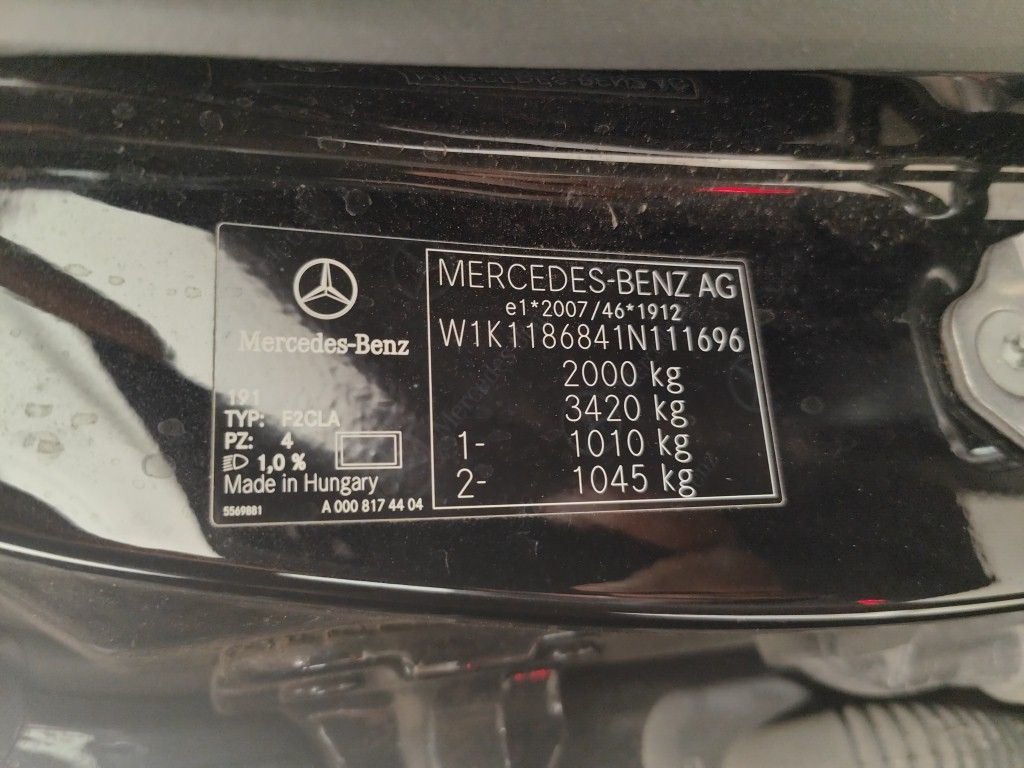 Mercedes-Benz
191
TYP: F2CLA
PZ: 4
1,0 %
Made in Hungary
5569881 A 000 817 44 04
MERCEDES-BENZ AG
e1*2007/46*1912
W1K1186841N111696
2000 kg
3420 kg
1- 1010 kg
2- 1045 kg